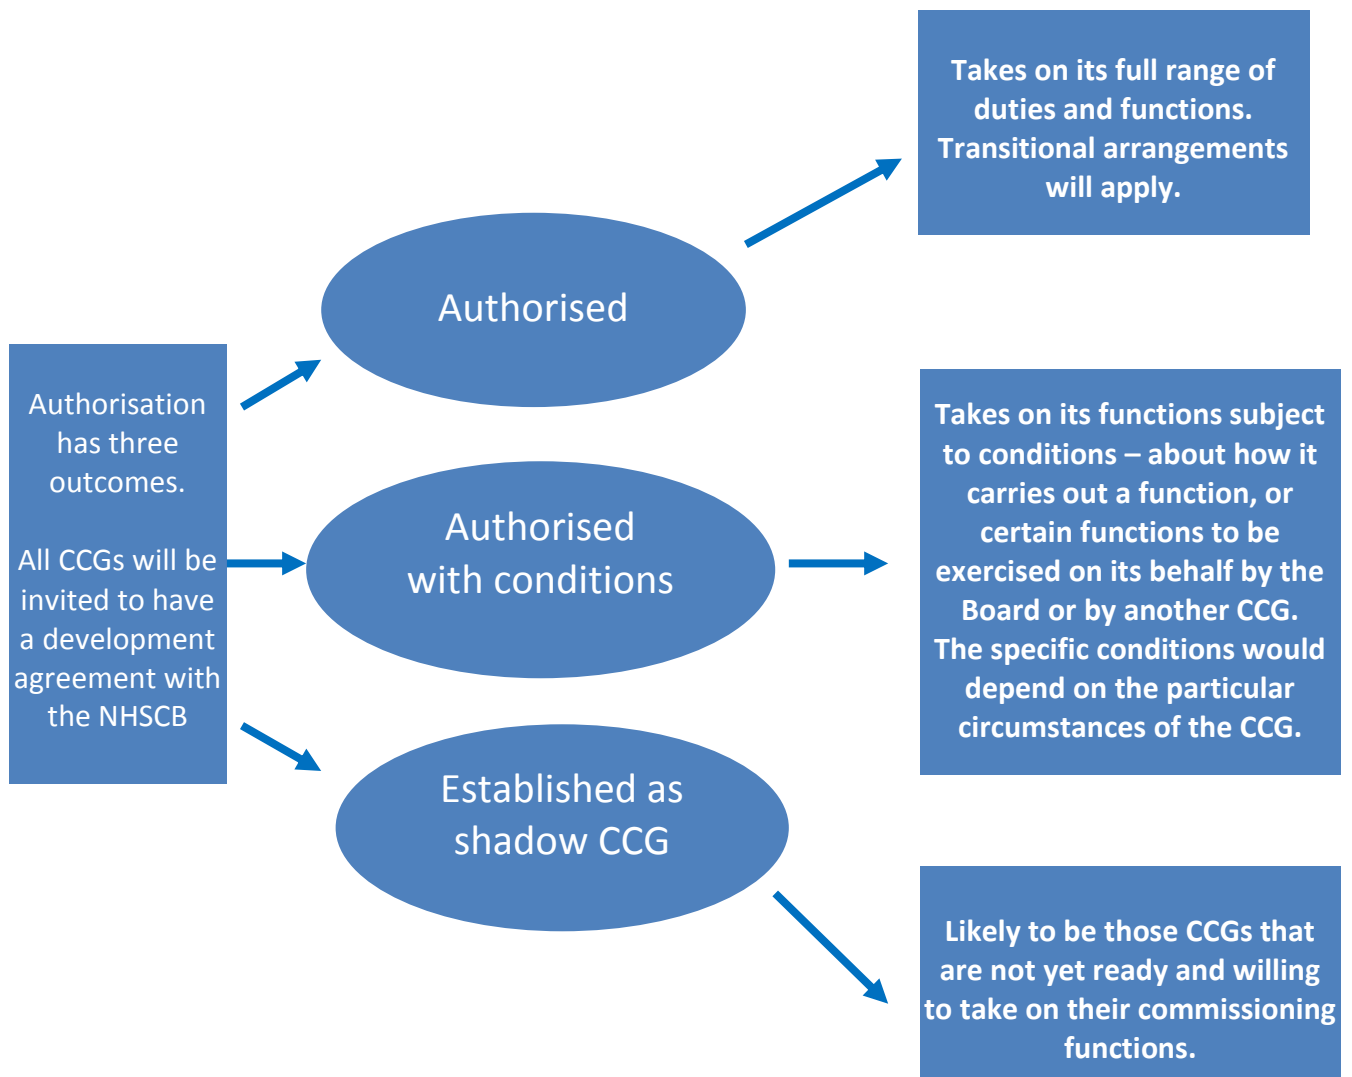 Authorisation
has three
outcomes.
All CCGs will be
invited to have
a development
agreement with
the NHSCB
Authorised
Authorised
with conditions
Established as
shadow CCG
Takes on its full range of
duties and functions.
Transitional arrangements
will apply.
Takes on its functions subject
to conditions – about how it
carries out a function, or
certain functions to be
exercised on its behalf by the
Board or by another CCG.
The specific conditions would
depend on the particular
circumstances of the CCG.
Likely to be those CCGs that
are not yet ready and willing
to take on their commissioning
functions.